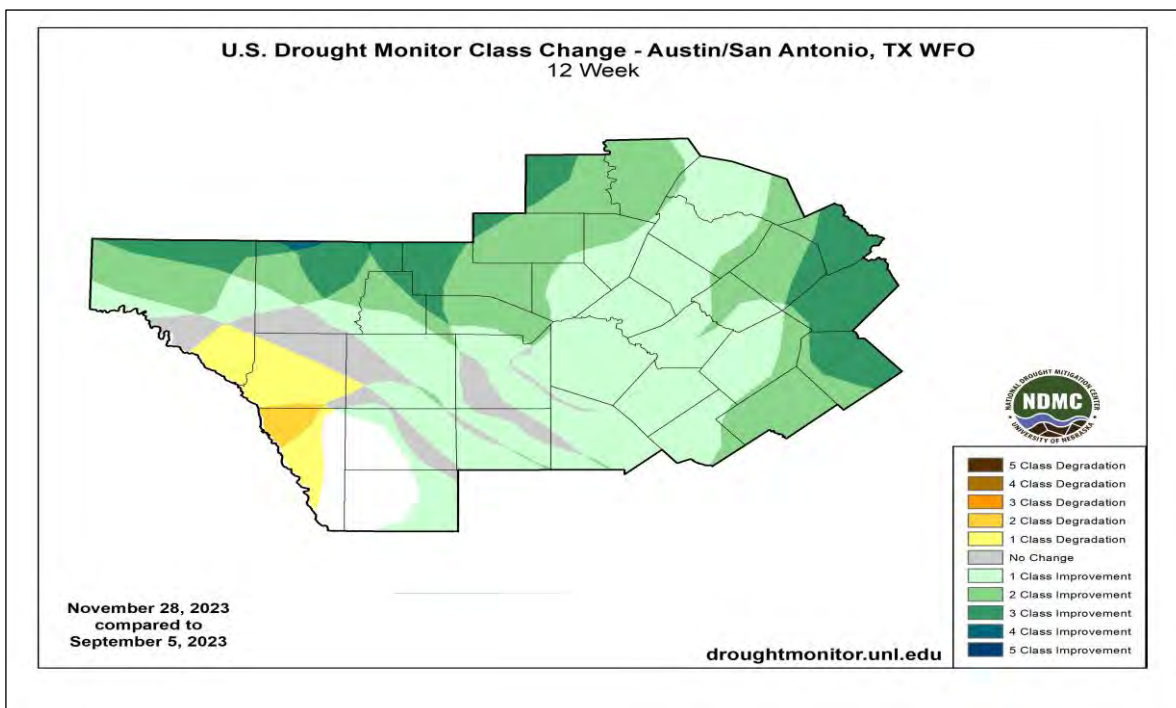 U.S. Drought Monitor Class Change - Austin/San Antonio, TX WFO
12 Week
NATIONAL DROUGHT MITIGATION CENTER
NDMC
UNIVERSITY OF NEBRASKA
5 Class Degradation
4 Class Degradation
3 Class Degradation
2 Class Degradation
1 Class Degradation
No Change
1 Class Improvement
2 Class Improvement
3 Class Improvement
4 Class Improvement
5 Class Improvement
November 28, 2023
compared to
September 5, 2023
droughtmonitor.unl.edu